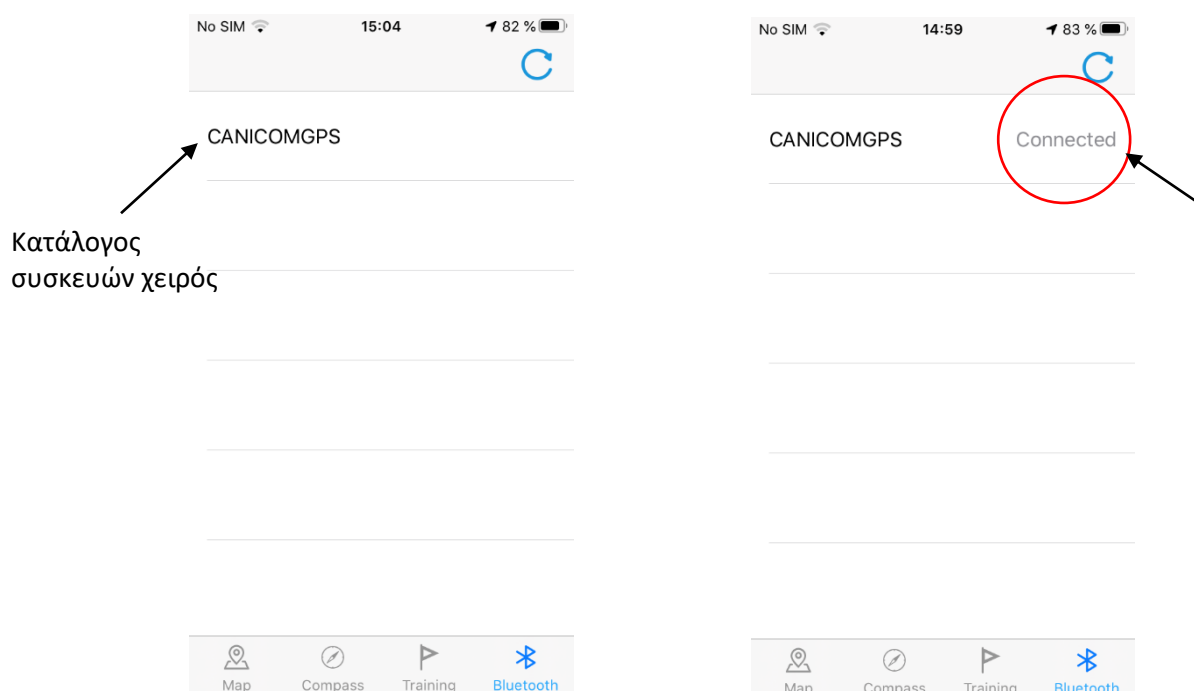 No SIM 15:04 82 %
CANICOMGPS
Κατάλογος
συσκευών χειρός
Map Compass Training Bluetooth
No SIM 14:59 83 %
CANICOMGPS Connected
Map Compass Training Bluetooth